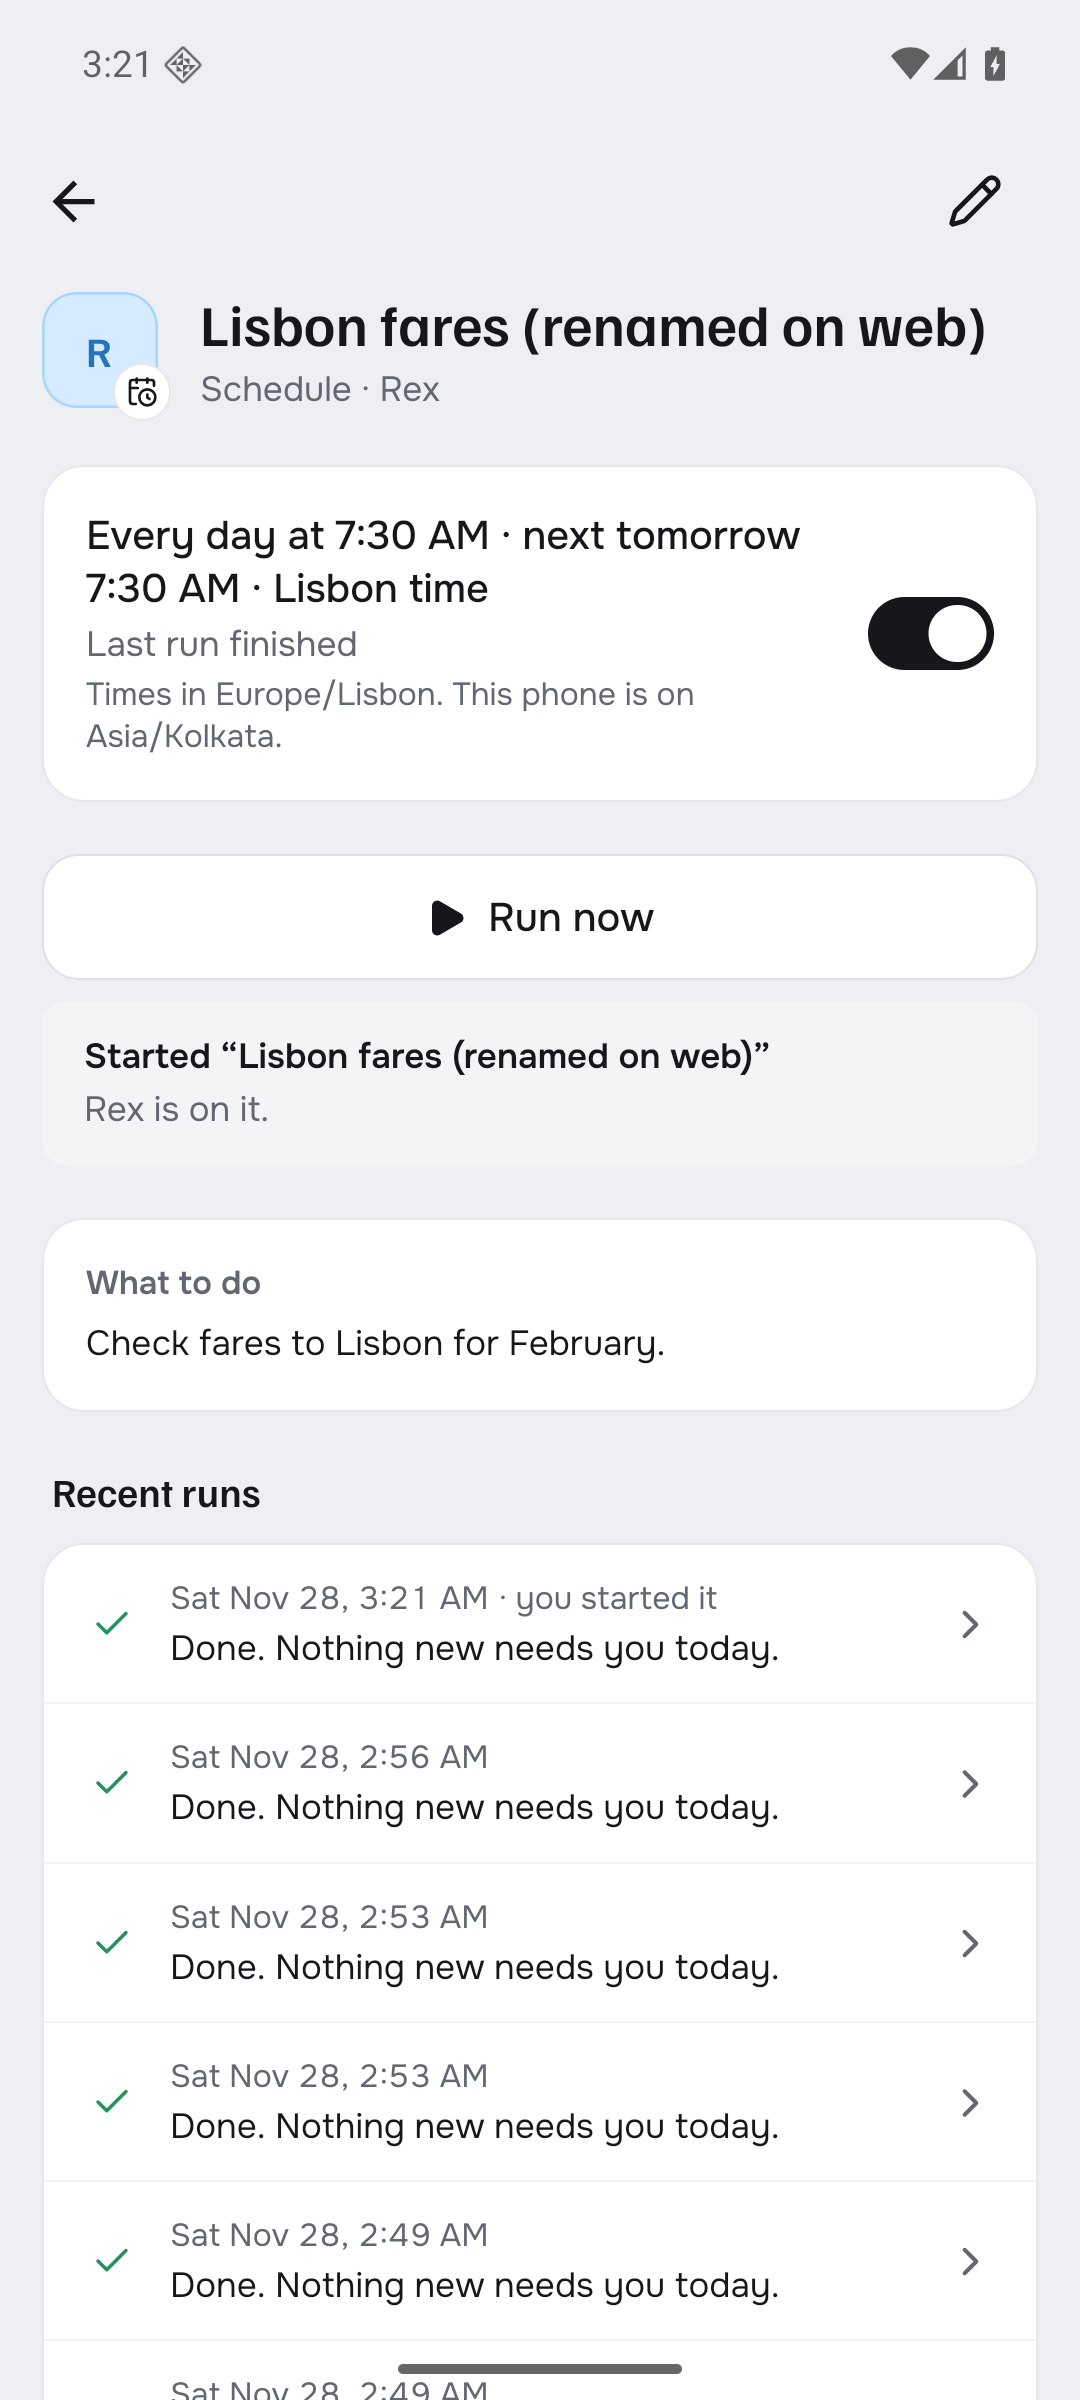 3:21
Lisbon fares (renamed on web)
R
Schedule · Rex
Every day at 7:30 AM · next tomorrow
7:30 AM · Lisbon time
Last run finished
Times in Europe/Lisbon. This phone is on
Asia/Kolkata.
Run now
Started “Lisbon fares (renamed on web)”
Rex is on it.
What to do
Check fares to Lisbon for February.
Recent runs
Sat Nov 28, 3:21 AM · you started it
Done. Nothing new needs you today.
Sat Nov 28, 2:56 AM
Done. Nothing new needs you today.
Sat Nov 28, 2:53 AM
Done. Nothing new needs you today.
Sat Nov 28, 2:53 AM
Done. Nothing new needs you today.
Sat Nov 28, 2:49 AM
Done. Nothing new needs you today.
Sat Nov 28, 2:49 AM